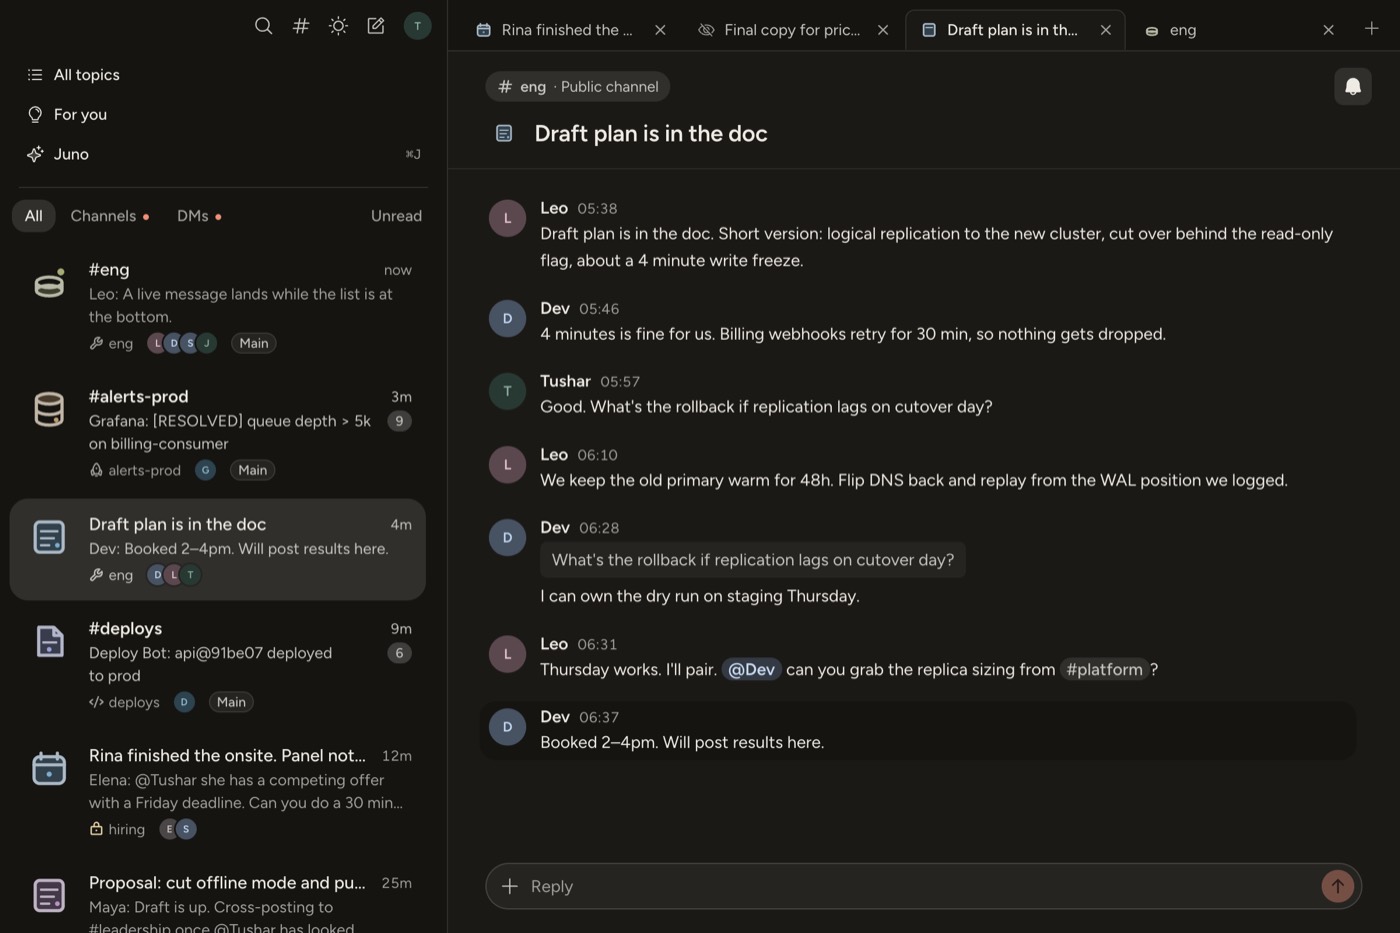 T
All topics
For you
Juno
⌘J
All
Channels
DMs
Unread
#eng
now
Leo: A live message lands while the list is at
the bottom.
eng
L
D
S
J
Main
#alerts-prod
3m
Grafana: [RESOLVED] queue depth > 5k
9
on billing-consumer
alerts-prod
G
Main
Draft plan is in the doc
4m
Dev: Booked 2–4pm. Will post results here.
eng
D
L
T
#deploys
9m
Deploy Bot: api@91be07 deployed
6
to prod
deploys
D
Main
Rina finished the onsite. Panel not...
12m
Elena: @Tushar she has a competing offer
with a Friday deadline. Can you do a 30 min...
hiring
E
S
Proposal: cut offline mode and pu...
25m
Maya: Draft is up. Cross-posting to
#leadership once @Tushar has looked
Rina finished the ...
Final copy for pric...
Draft plan is in th...
eng
# eng · Public channel
Draft plan is in the doc
L
Leo 05:38
Draft plan is in the doc. Short version: logical replication to the new cluster, cut over behind the read-only
flag, about a 4 minute write freeze.
D
Dev 05:46
4 minutes is fine for us. Billing webhooks retry for 30 min, so nothing gets dropped.
T
Tushar 05:57
Good. What's the rollback if replication lags on cutover day?
L
Leo 06:10
We keep the old primary warm for 48h. Flip DNS back and replay from the WAL position we logged.
D
Dev 06:28
What's the rollback if replication lags on cutover day?
I can own the dry run on staging Thursday.
L
Leo 06:31
Thursday works. I'll pair. @Dev can you grab the replica sizing from #platform ?
D
Dev 06:37
Booked 2–4pm. Will post results here.
Reply